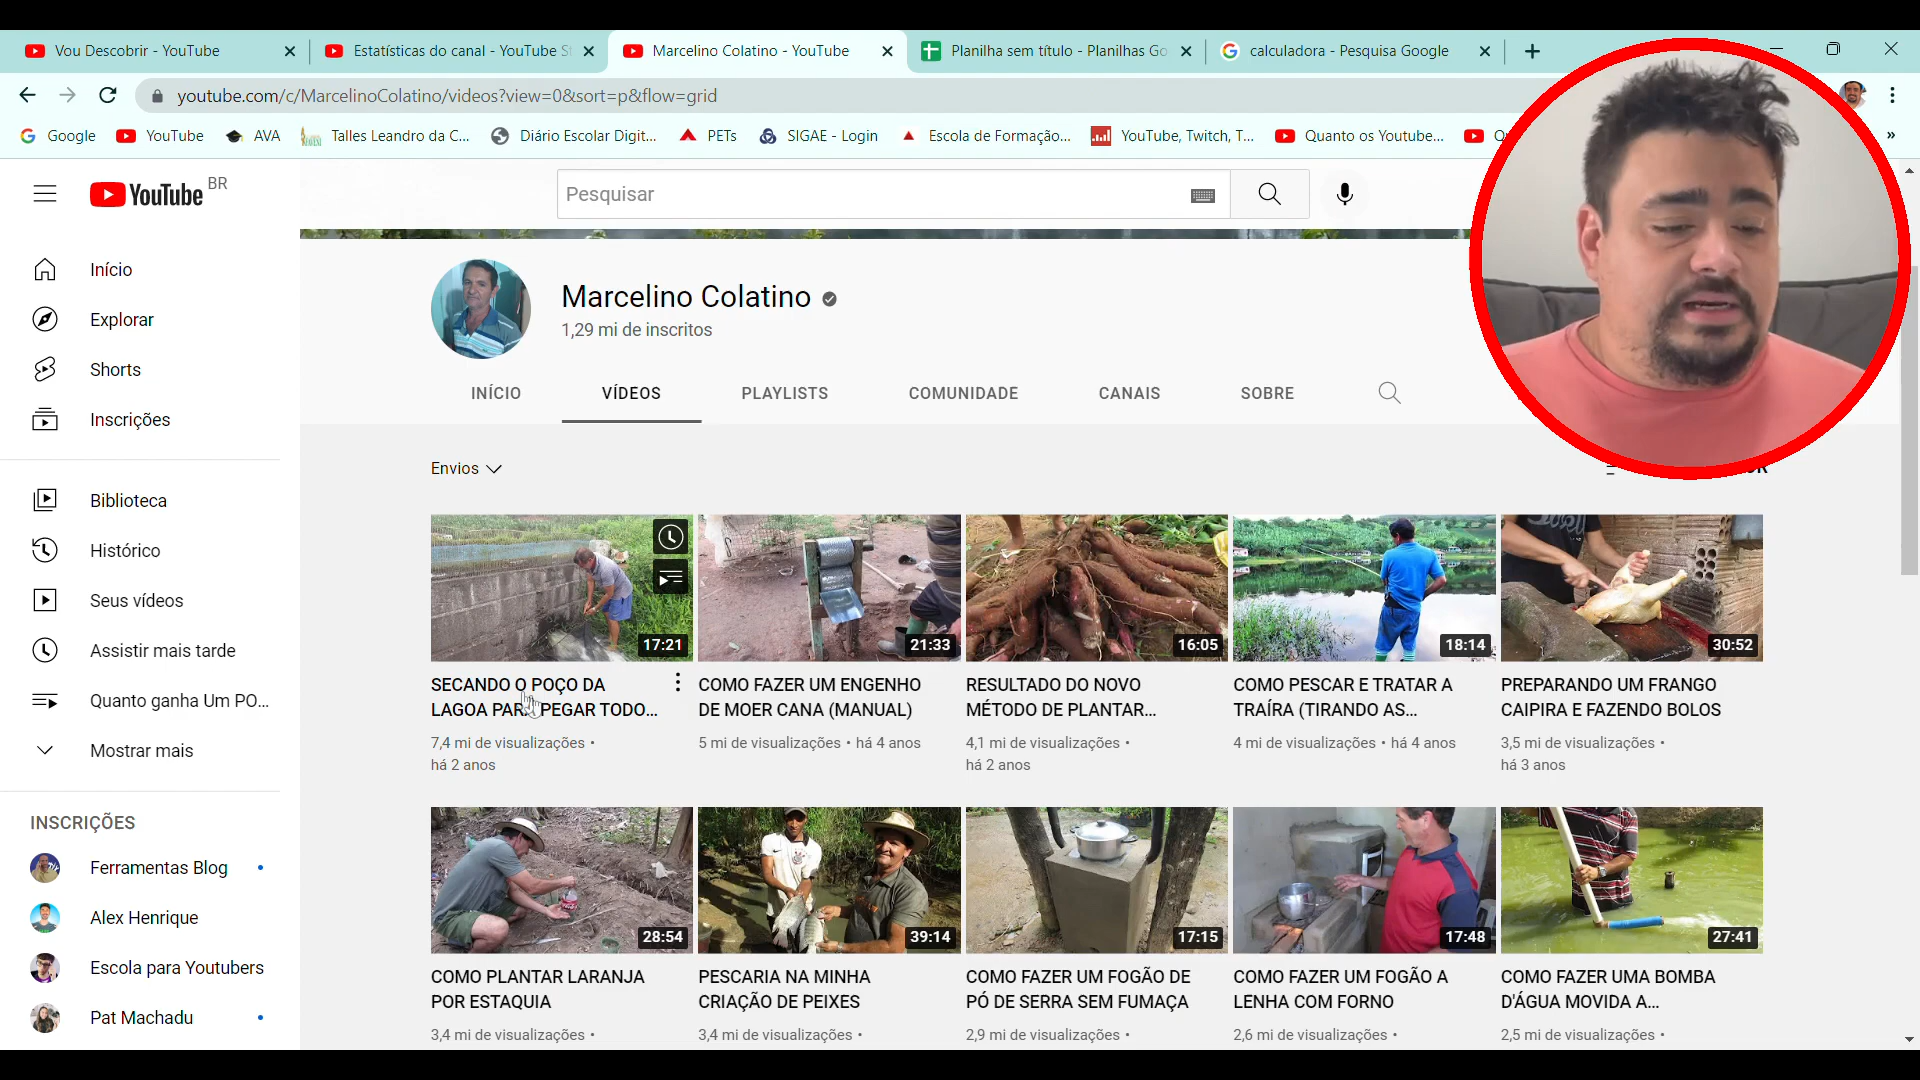 Vou Descobrir - YouTube
Estatísticas do canal - YouTube S
Marcelino Colatino - YouTube
Planilha sem título - Planilhas Go
calculadora - Pesquisa Google
youtube.com/c/MarcelinoColatino/videos?view=0&sort=p&flow=grid
Google
YouTube
AVA
Talles Leandro da C...
Diário Escolar Digit...
PETs
SIGAE - Login
Escola de Formação...
YouTube, Twitch, T...
Quanto os Youtube...
YouTube BR
Pesquisar
Início
Explorar
Shorts
Inscrições
Biblioteca
Histórico
Seus vídeos
Assistir mais tarde
Quanto ganha Um PO...
Mostrar mais
INSCRIÇÕES
Ferramentas Blog
Alex Henrique
Escola para Youtubers
Pat Machadu
Marcelino Colatino
1,29 mi de inscritos
INÍCIO
VÍDEOS
PLAYLISTS
COMUNIDADE
CANAIS
SOBRE
Envios
17:21
21:33
16:05
18:14
30:52
SECANDO O POÇO DA
LAGOA PARA PEGAR TODO...
7,4 mi de visualizações •
há 2 anos
COMO FAZER UM ENGENHO
DE MOER CANA (MANUAL)
5 mi de visualizações • há 4 anos
RESULTADO DO NOVO
MÉTODO DE PLANTAR...
4,1 mi de visualizações •
há 2 anos
COMO PESCAR E TRATAR A
TRAÍRA (TIRANDO AS...
4 mi de visualizações • há 4 anos
PREPARANDO UM FRANGO
CAIPIRA E FAZENDO BOLOS
3,5 mi de visualizações •
há 3 anos
28:54
39:14
17:15
17:48
27:41
COMO PLANTAR LARANJA
POR ESTAQUIA
3,4 mi de visualizações •
PESCARIA NA MINHA
CRIAÇÃO DE PEIXES
3,4 mi de visualizações •
COMO FAZER UM FOGÃO DE
PÓ DE SERRA SEM FUMAÇA
2,9 mi de visualizações •
COMO FAZER UM FOGÃO A
LENHA COM FORNO
2,6 mi de visualizações •
COMO FAZER UMA BOMBA
D'ÁGUA MOVIDA A...
2,5 mi de visualizações •